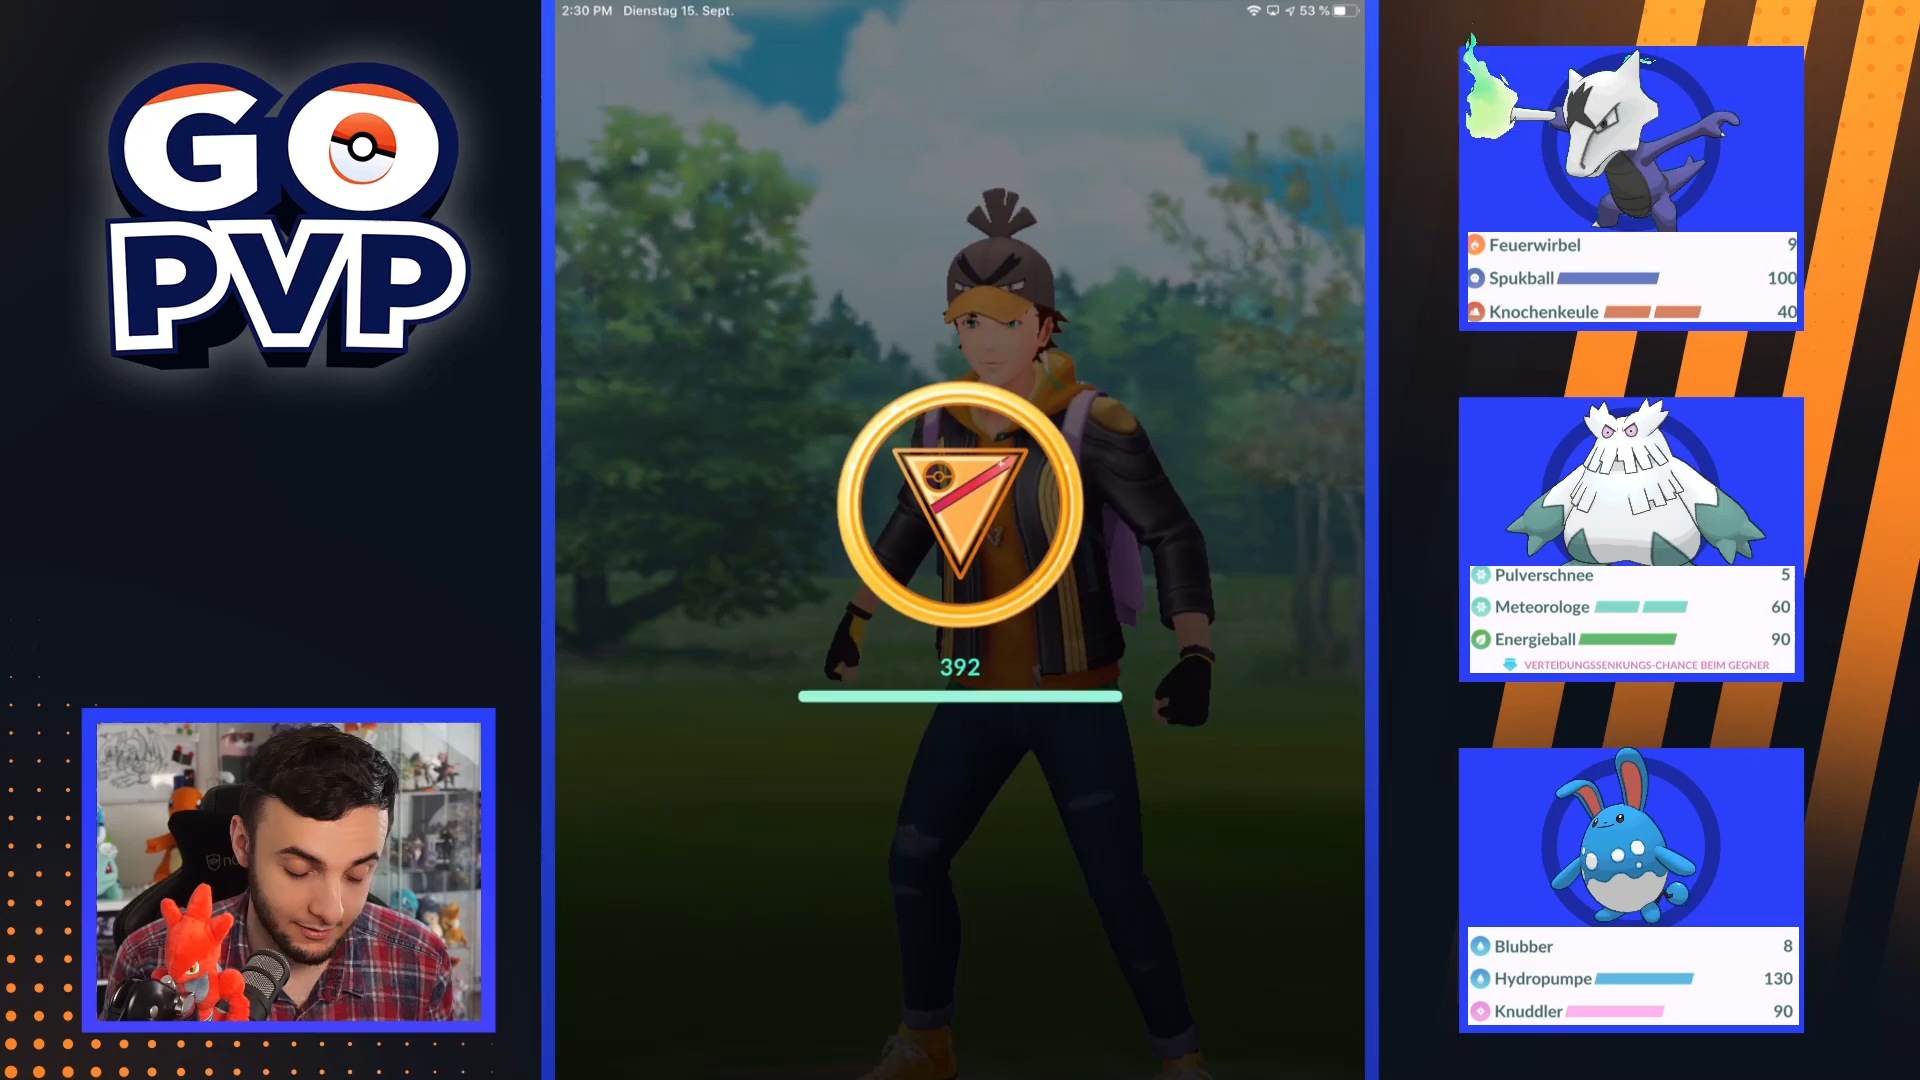 2:30 PM Dienstag 15. Sept.
53 %
GO
PVP
392
Feuerwirbel 9
Spukball 100
Knochenkeule 40
Pulverschnee 5
Meteorologe 60
Energieball 90
VERTEIDIGUNGSSENKUNGS-CHANCE BEIM GEGNER
Blubber 8
Hydropumpe 130
Knuddler 90